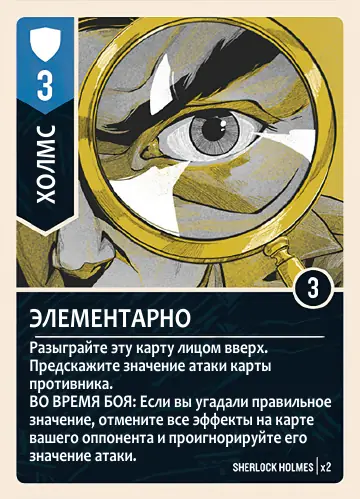 3
ХОЛМС
3
ЭЛЕМЕНТАРНО
Разыграйте эту карту лицом вверх.
Предскажите значение атаки карты
противника.
ВО ВРЕМЯ БОЯ: Если вы угадали правильное
значение, отмените все эффекты на карте
вашего оппонента и проигнорируйте его
значение атаки.
SHERLOCK HOLMES | x2